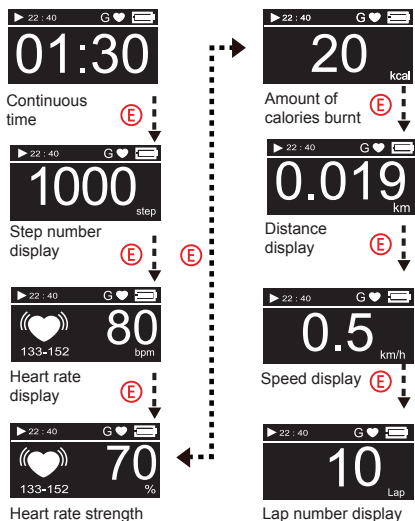 22 : 40 G
01:30
Continuous
time
E
22 : 40 G
1000
step
Step number
display
E
22 : 40 G
80
133-152
bpm
Heart rate
display
E
22 : 40 G
70
133-152
%
Heart rate strength
E
22 : 40 G
20
kcal
Amount of
calories burnt
E
22 : 40 G
0.019
km
Distance
display
E
22 : 40 G
0.5
km/h
Speed display
E
22 : 40 G
10
Lap
Lap number display